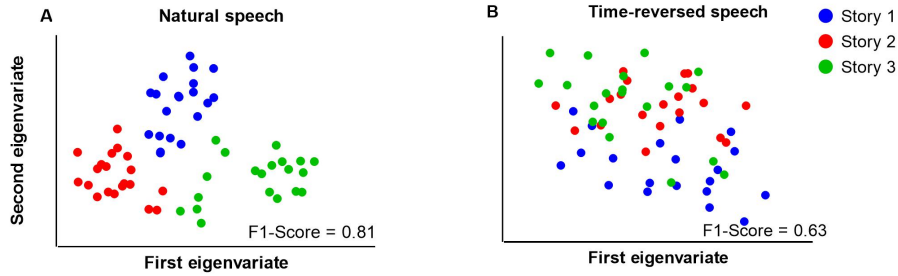 A
Natural speech
Second eigenvariate
F1-Score = 0.81
First eigenvariate
B
Time-reversed speech
F1-Score = 0.63
First eigenvariate
Story 1
Story 2
Story 3